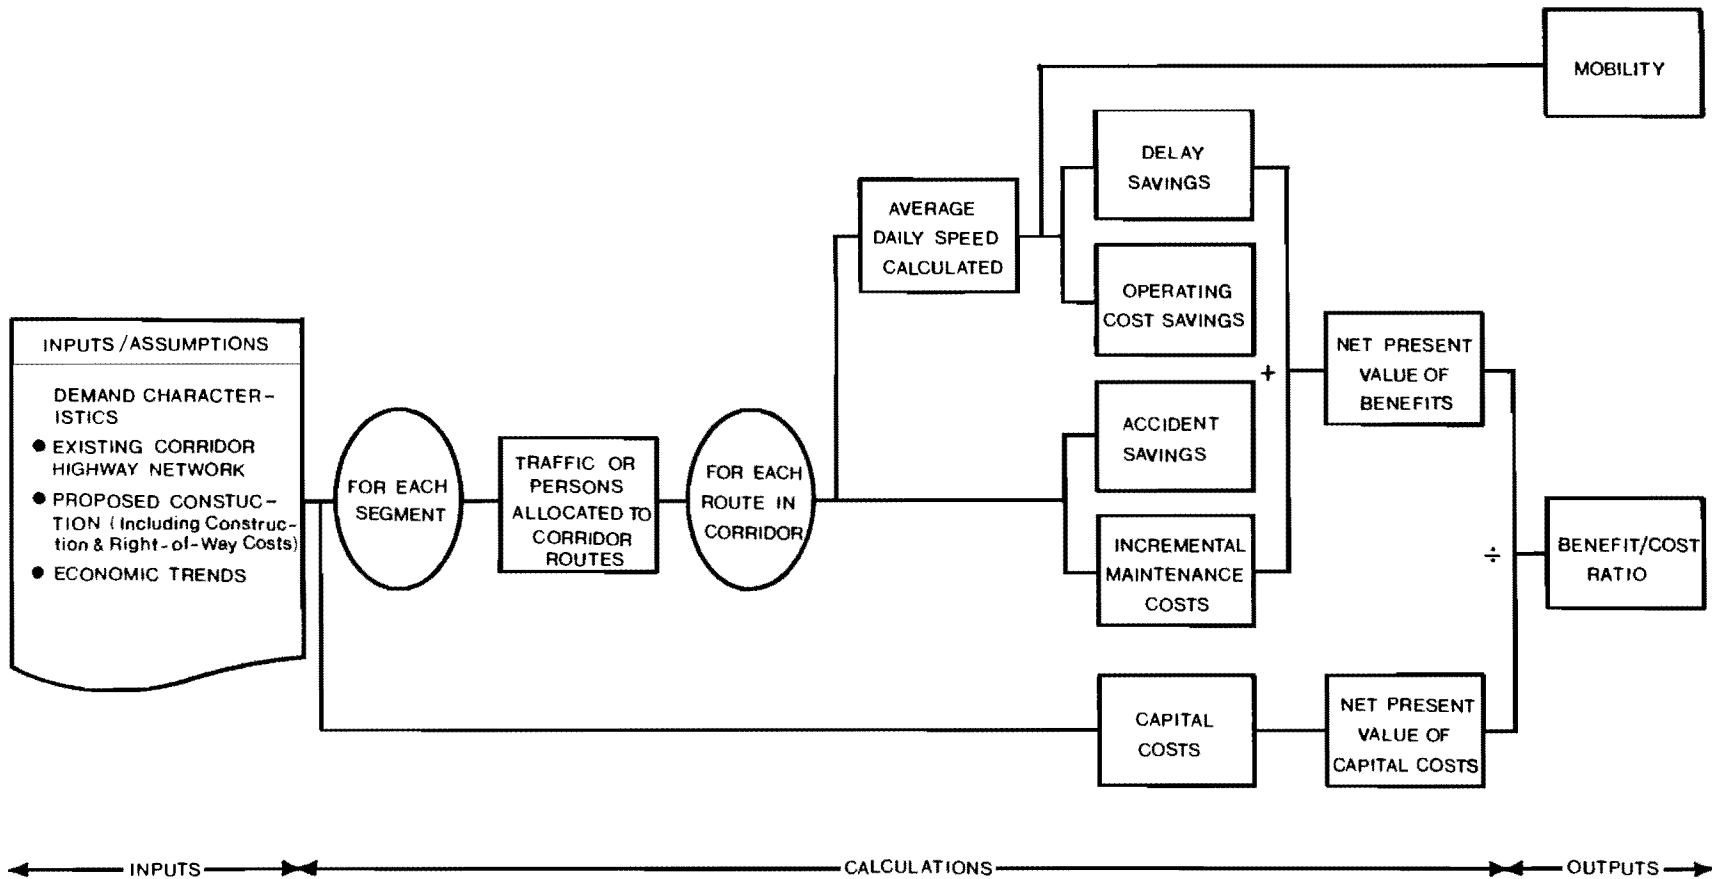 INPUTS/ASSUMPTIONS
DEMAND CHARACTER-
ISTICS
● EXISTING CORRIDOR
HIGHWAY NETWORK
● PROPOSED CONSTUC-
TION (Including Construc-
tion & Right-of-Way Costs)
● ECONOMIC TRENDS
FOR EACH
SEGMENT
TRAFFIC OR
PERSONS
ALLOCATED TO
CORRIDOR
ROUTES
FOR EACH
ROUTE IN
CORRIDOR
AVERAGE
DAILY SPEED
CALCULATED
DELAY
SAVINGS
OPERATING
COST SAVINGS
ACCIDENT
SAVINGS
INCREMENTAL
MAINTENANCE
COSTS
CAPITAL
COSTS
+
NET PRESENT
VALUE OF
BENEFITS
NET PRESENT
VALUE OF
CAPITAL COSTS
÷
MOBILITY
BENEFIT/COST
RATIO
INPUTS
CALCULATIONS
OUTPUTS